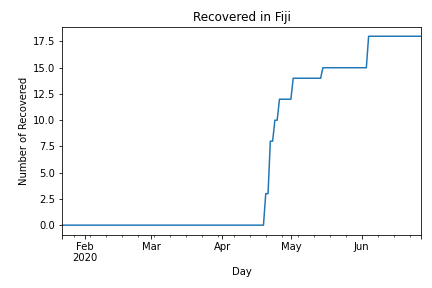 Recovered in Fiji
Number of Recovered
17.5
15.0
12.5
10.0
7.5
5.0
2.5
0.0
Feb
2020
Mar
Apr
May
Jun
Day